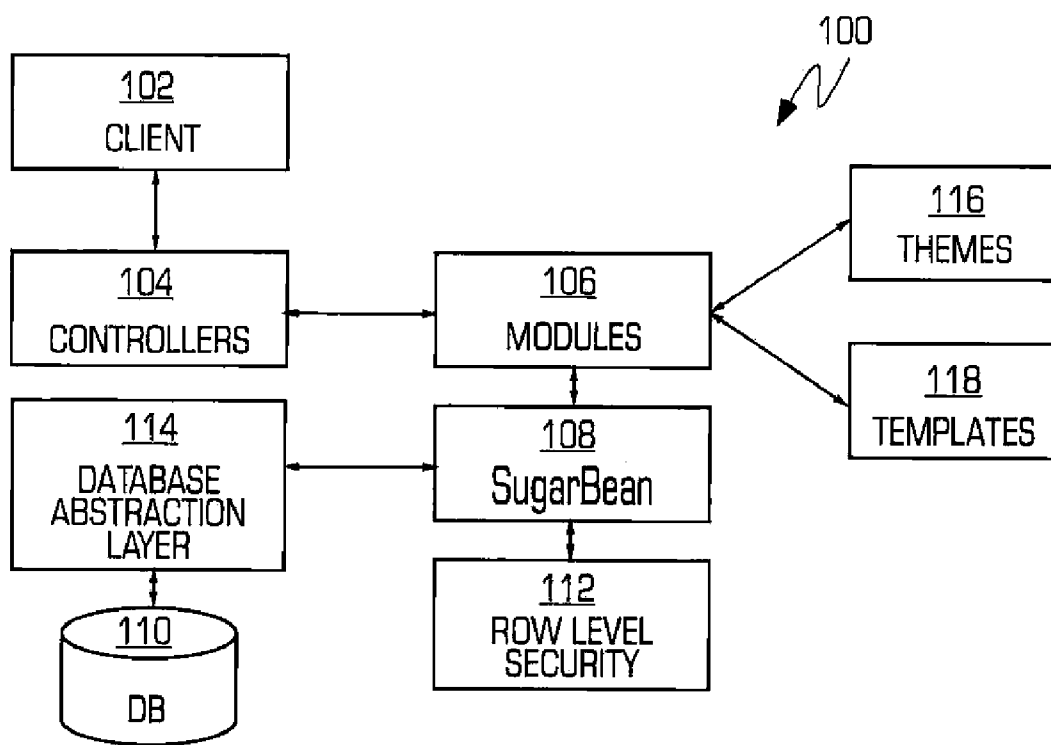 100
102
CLIENT
104
CONTROLLERS
106
MODULES
116
THEMES
118
TEMPLATES
114
DATABASE
ABSTRACTION
LAYER
108
SugarBean
112
ROW LEVEL
SECURITY
110
DB